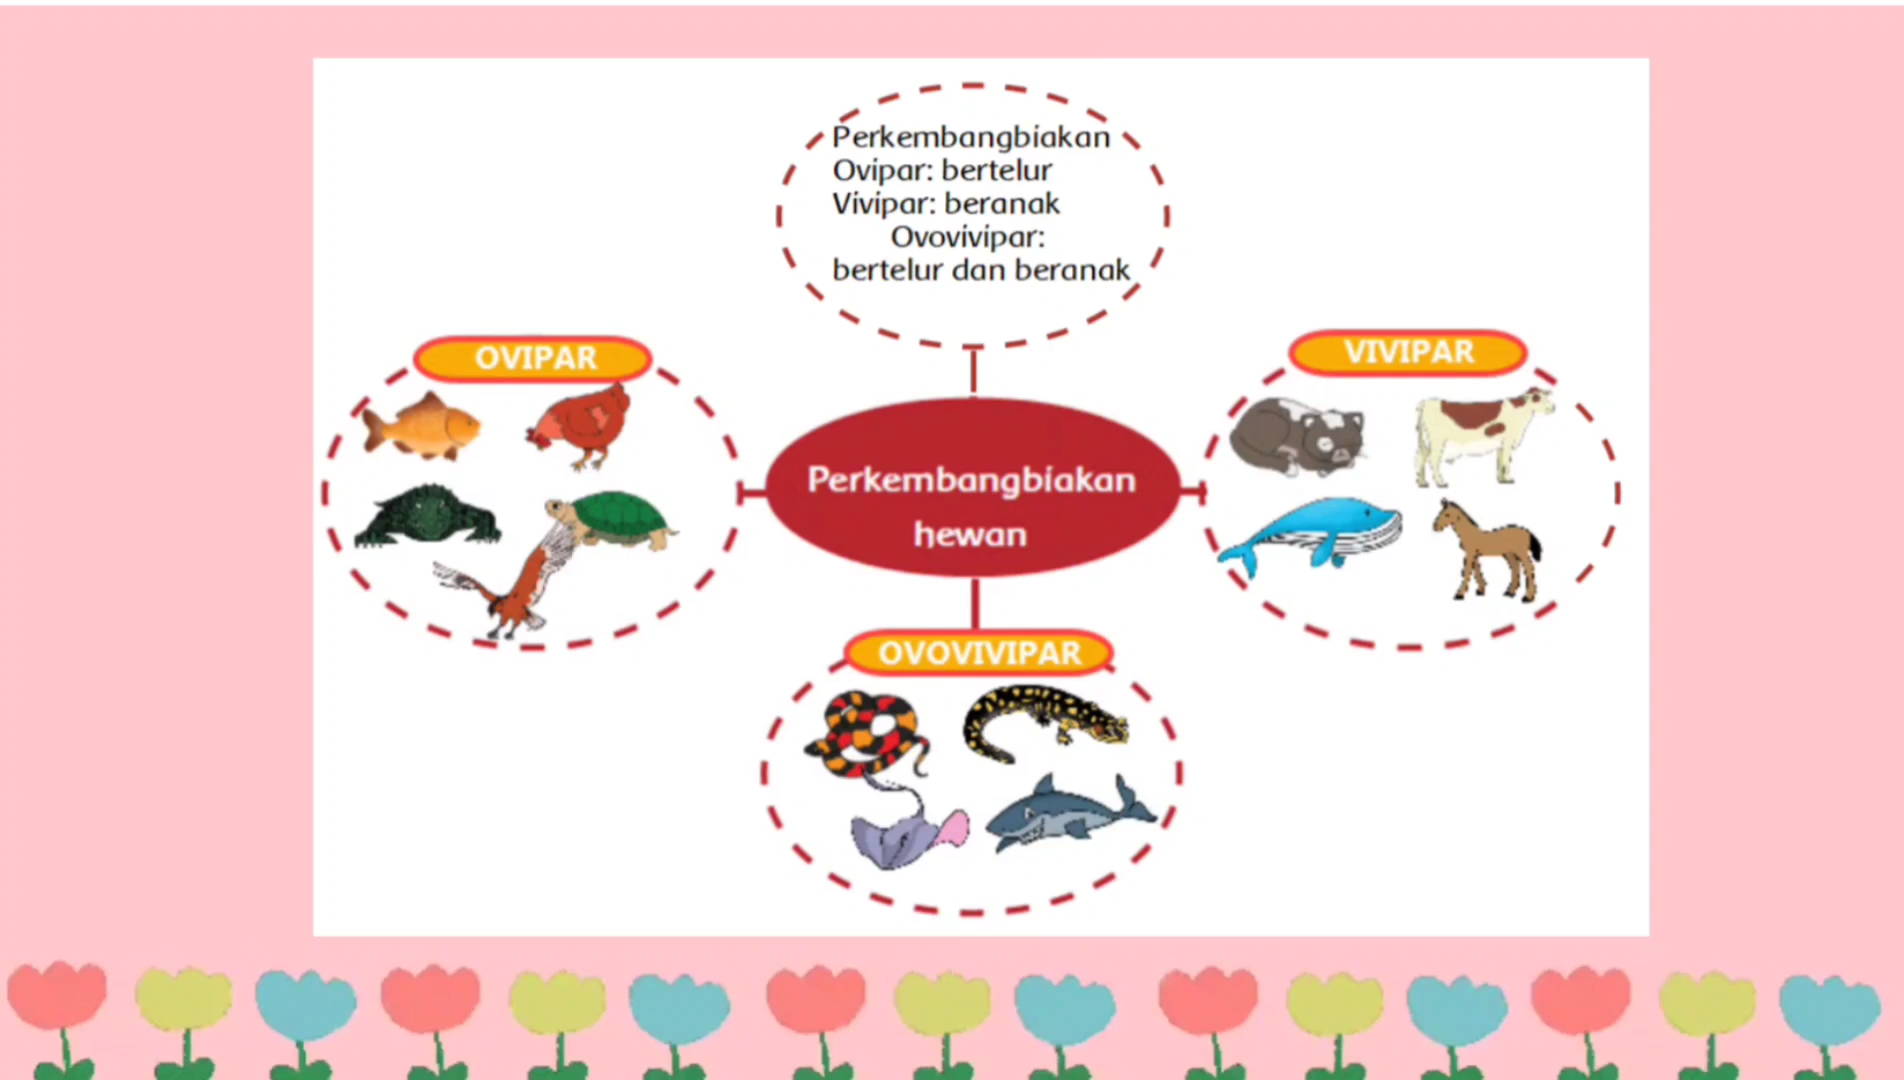 Perkembangbiakan
Ovipar: bertelur
Vivipar: beranak
Ovovivipar:
bertelur dan beranak
OVIPAR
VIVIPAR
Perkembangbiakan
hewan
OVOVIVIPAR